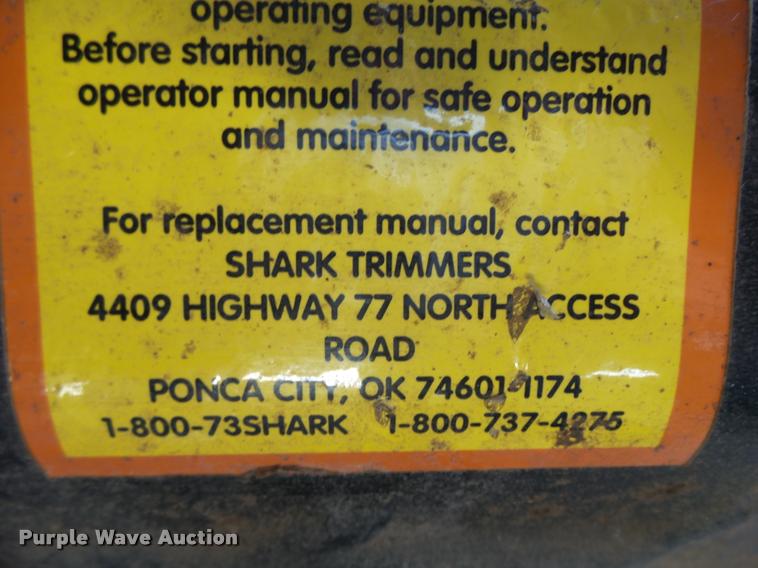 operating equipment.
Before starting, read and understand
operator manual for safe operation
and maintenance.
For replacement manual, contact
SHARK TRIMMERS
4409 HIGHWAY 77 NORTH ACCESS
ROAD
PONCA CITY, OK 74601-1174
1-800-73SHARK 1-800-737-4275
Purple Wave Auction